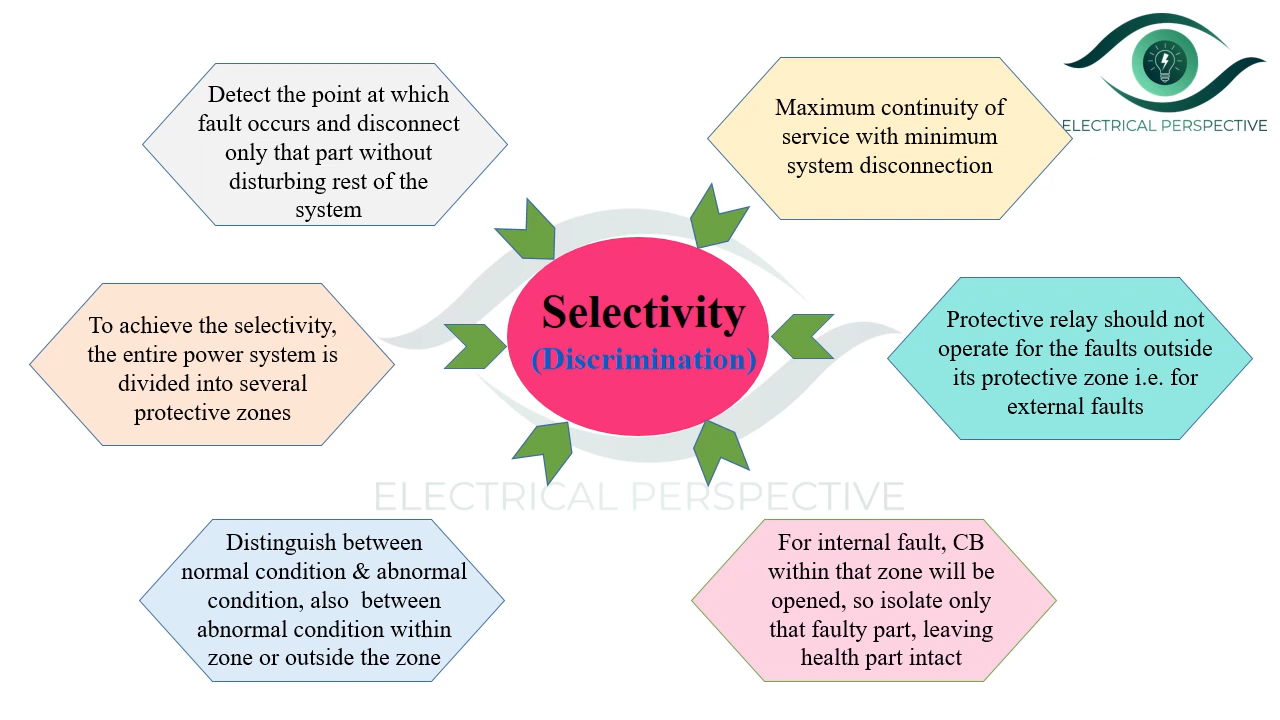 Detect the point at which
fault occurs and disconnect
only that part without
disturbing rest of the
system
Maximum continuity of
service with minimum
system disconnection
ELECTRICAL PERSPECTIVE
To achieve the selectivity,
the entire power system is
divided into several
protective zones
Selectivity
(Discrimination)
Protective relay should not
operate for the faults outside
its protective zone i.e. for
external faults
ELECTRICAL PERSPECTIVE
Distinguish between
normal condition & abnormal
condition, also between
abnormal condition within
zone or outside the zone
For internal fault, CB
within that zone will be
opened, so isolate only
that faulty part, leaving
health part intact